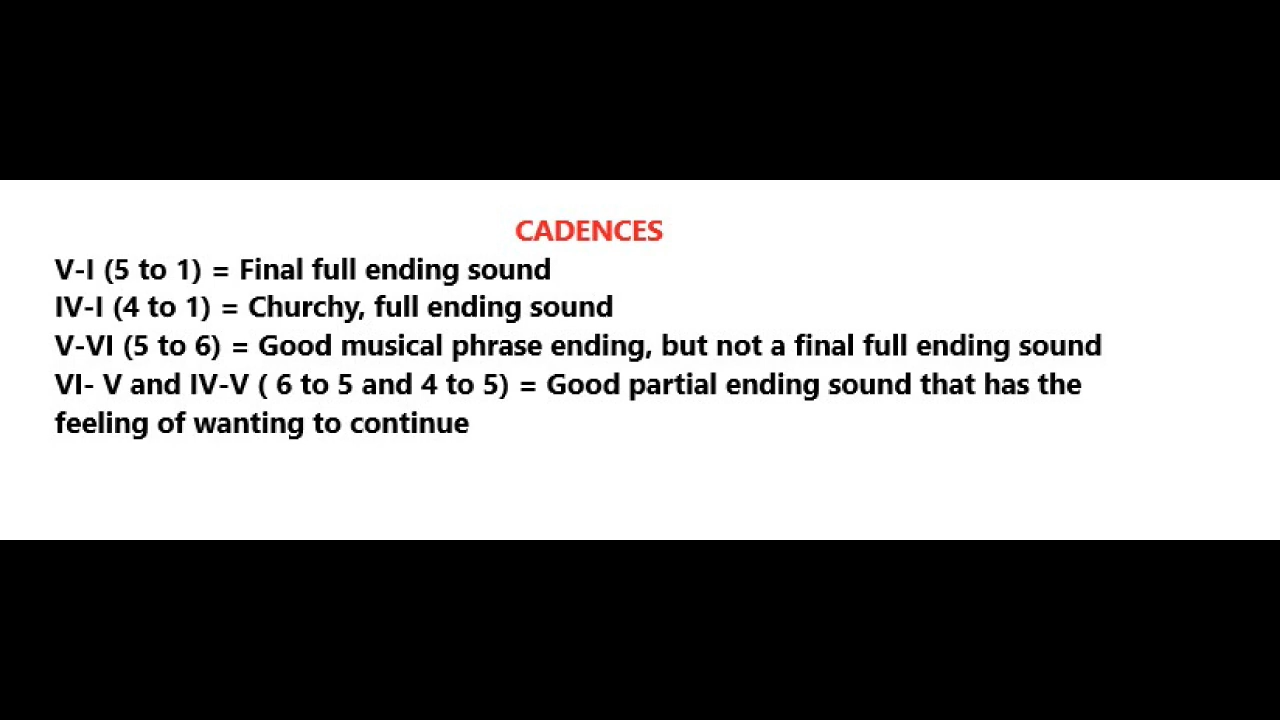 CADENCES
V-I (5 to 1) = Final full ending sound
IV-I (4 to 1) = Churchy, full ending sound
V-VI (5 to 6) = Good musical phrase ending, but not a final full ending sound
VI- V and IV-V ( 6 to 5 and 4 to 5) = Good partial ending sound that has the
feeling of wanting to continue